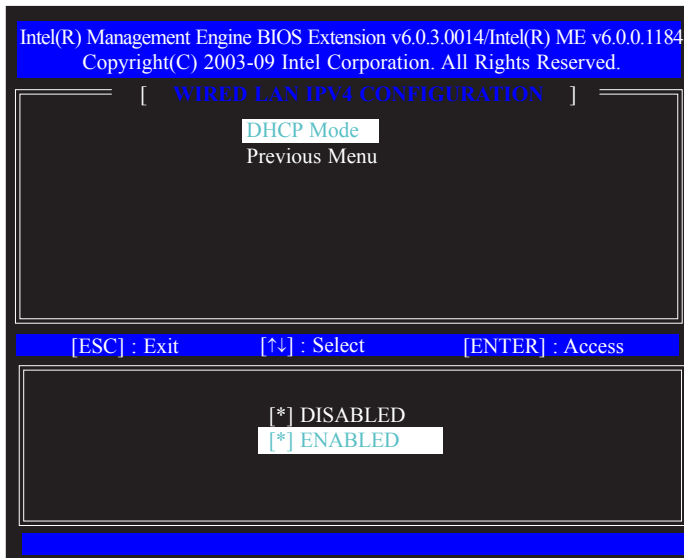 Intel(R) Management Engine BIOS Extension v6.0.3.0014/Intel(R) ME v6.0.0.1184
Copyright(C) 2003-09 Intel Corporation. All Rights Reserved.
[ WIRED LAN IPV4 CONFIGURATION ]
DHCP Mode
Previous Menu
[ESC] : Exit [↑↓] : Select [ENTER] : Access
[*] DISABLED
[*] ENABLED